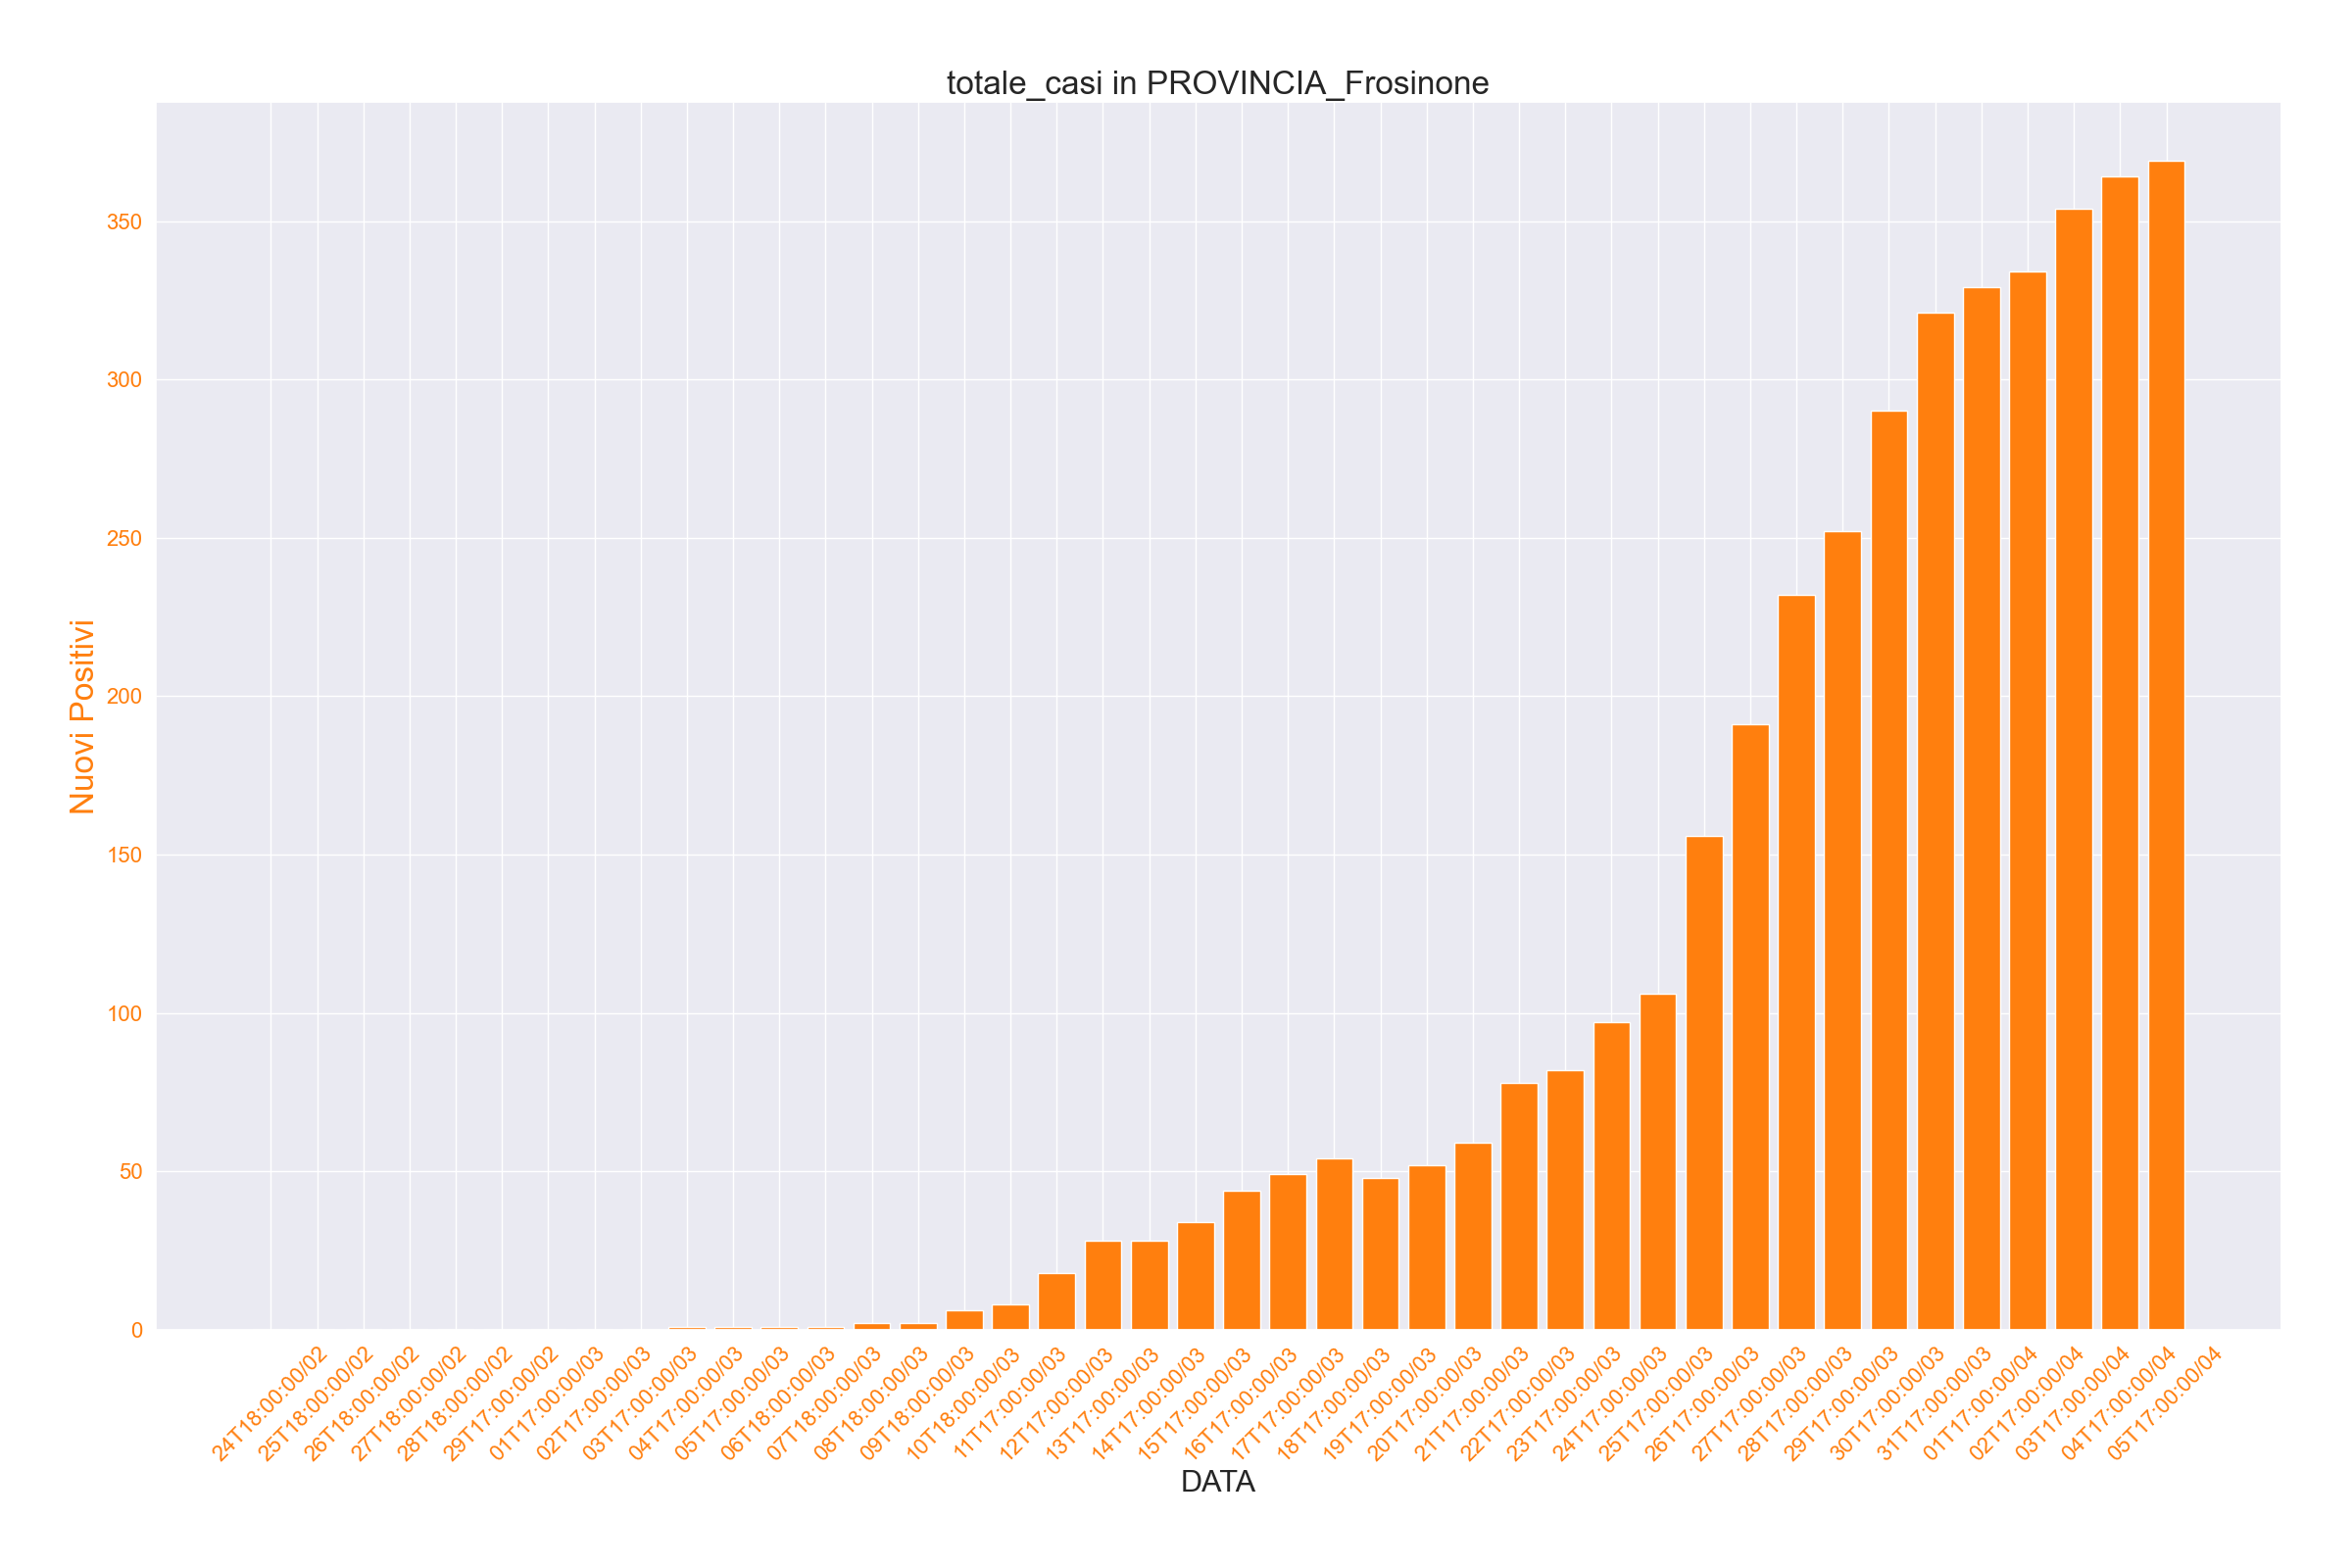 totale_casi in PROVINCIA_Frosinone
Nuovi Positivi
350
300
250
200
150
100
50
0
24T18:00:00/02
25T18:00:00/02
26T18:00:00/02
27T18:00:00/02
28T18:00:00/02
29T17:00:00/02
01T17:00:00/03
02T17:00:00/03
03T17:00:00/03
04T17:00:00/03
05T17:00:00/03
06T18:00:00/03
07T18:00:00/03
08T18:00:00/03
09T18:00:00/03
10T18:00:00/03
11T17:00:00/03
12T17:00:00/03
13T17:00:00/03
14T17:00:00/03
15T17:00:00/03
16T17:00:00/03
17T17:00:00/03
18T17:00:00/03
19T17:00:00/03
20T17:00:00/03
21T17:00:00/03
22T17:00:00/03
23T17:00:00/03
24T17:00:00/03
25T17:00:00/03
26T17:00:00/03
27T17:00:00/03
28T17:00:00/03
29T17:00:00/03
30T17:00:00/03
31T17:00:00/03
01T17:00:00/04
02T17:00:00/04
03T17:00:00/04
04T17:00:00/04
05T17:00:00/04
DATA